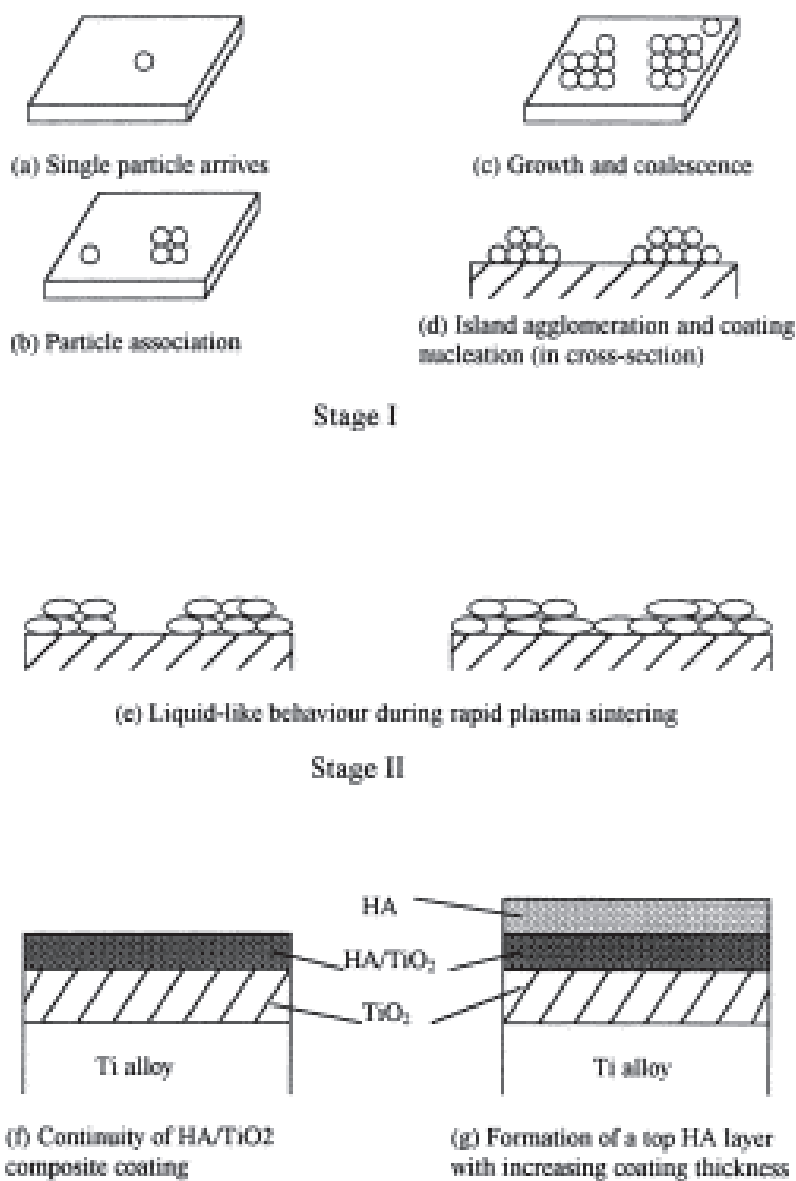 (a) Single particle arrives
(c) Growth and coalescence
(b) Particle association
(d) Island agglomeration and coating
nucleation (in cross-section)
Stage I
(e) Liquid-like behaviour during rapid plasma sintering
Stage II
HA
HA/TiO₂
TiO₂
Ti alloy
Ti alloy
(f) Continuity of HA/TiO2
composite coating
(g) Formation of a top HA layer
with increasing coating thickness